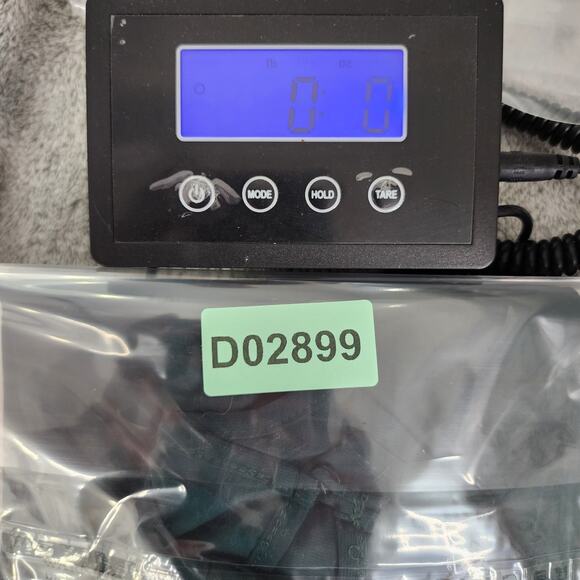 lb oz
0: 0
MODE HOLD TARE
D02899